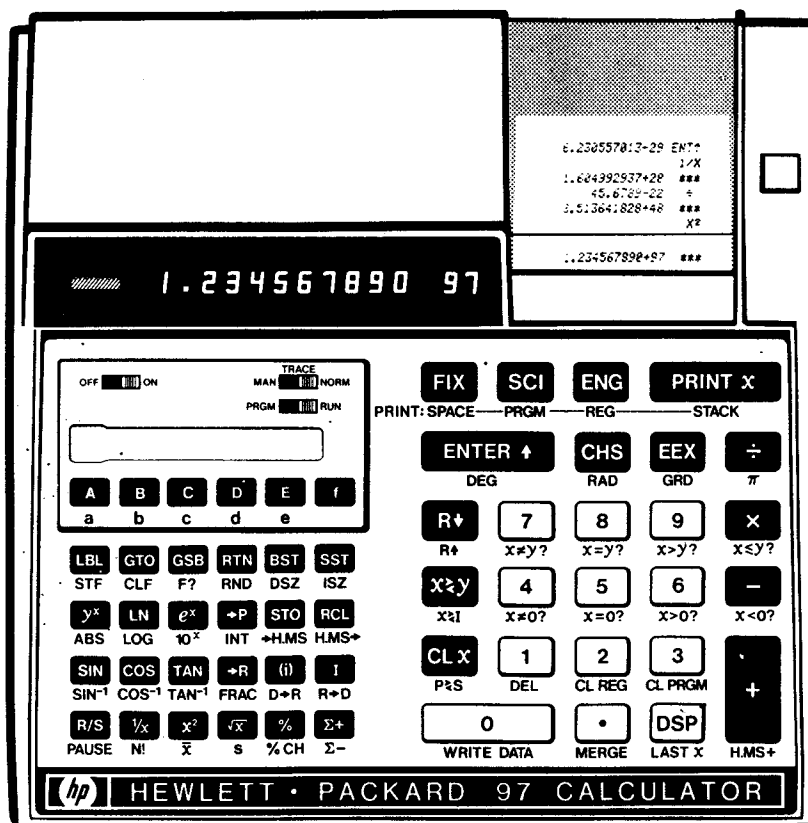 6.230557013+29 ENT↑
1/X
1.604992937+28 ***
45.6789-22 ÷
3.513641828+48 ***
X²
1.234567890+97 ***
1.234567890 97
OFF ON
TRACE
MAN NORM
PRGM RUN
FIX SCI ENG PRINT x
PRINT: SPACE PRGM REG STACK
ENTER ↑ CHS EEX ÷
DEG RAD GRD π
A B C D E f
a b c d e
R↓ 7 8 9 ×
R↑ x≠y? x=y? x>y? x≤y?
LBL GTO GSB RTN BST SST
STF CLF F? RND DSZ ISZ
x≷y 4 5 6 −
x≷I x≠0? x=0? x>0? x<0?
yˣ LN eˣ →P STO RCL
ABS LOG 10ˣ INT →H.MS H.MS→
CL x 1 2 3 +
P≷S DEL CL REG CL PRGM
SIN COS TAN →R (i) I
SIN⁻¹ COS⁻¹ TAN⁻¹ FRAC D→R R→D
0 • DSP
WRITE DATA MERGE LAST x H.MS+
R/S 1/x x² √x % Σ+
PAUSE N! x̄ s %CH Σ−
hp HEWLETT • PACKARD 97 CALCULATOR